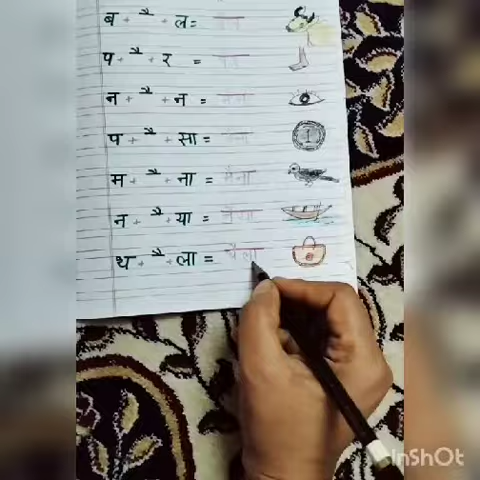 ब + ै + ल = बैल
प + ै + र = पैर
न + ै + न = नैन
प + ै + सा = पैसा
म + ै + ना = मैना
न + ै + या = नैया
थ + ै + ला = थैला
InShOt